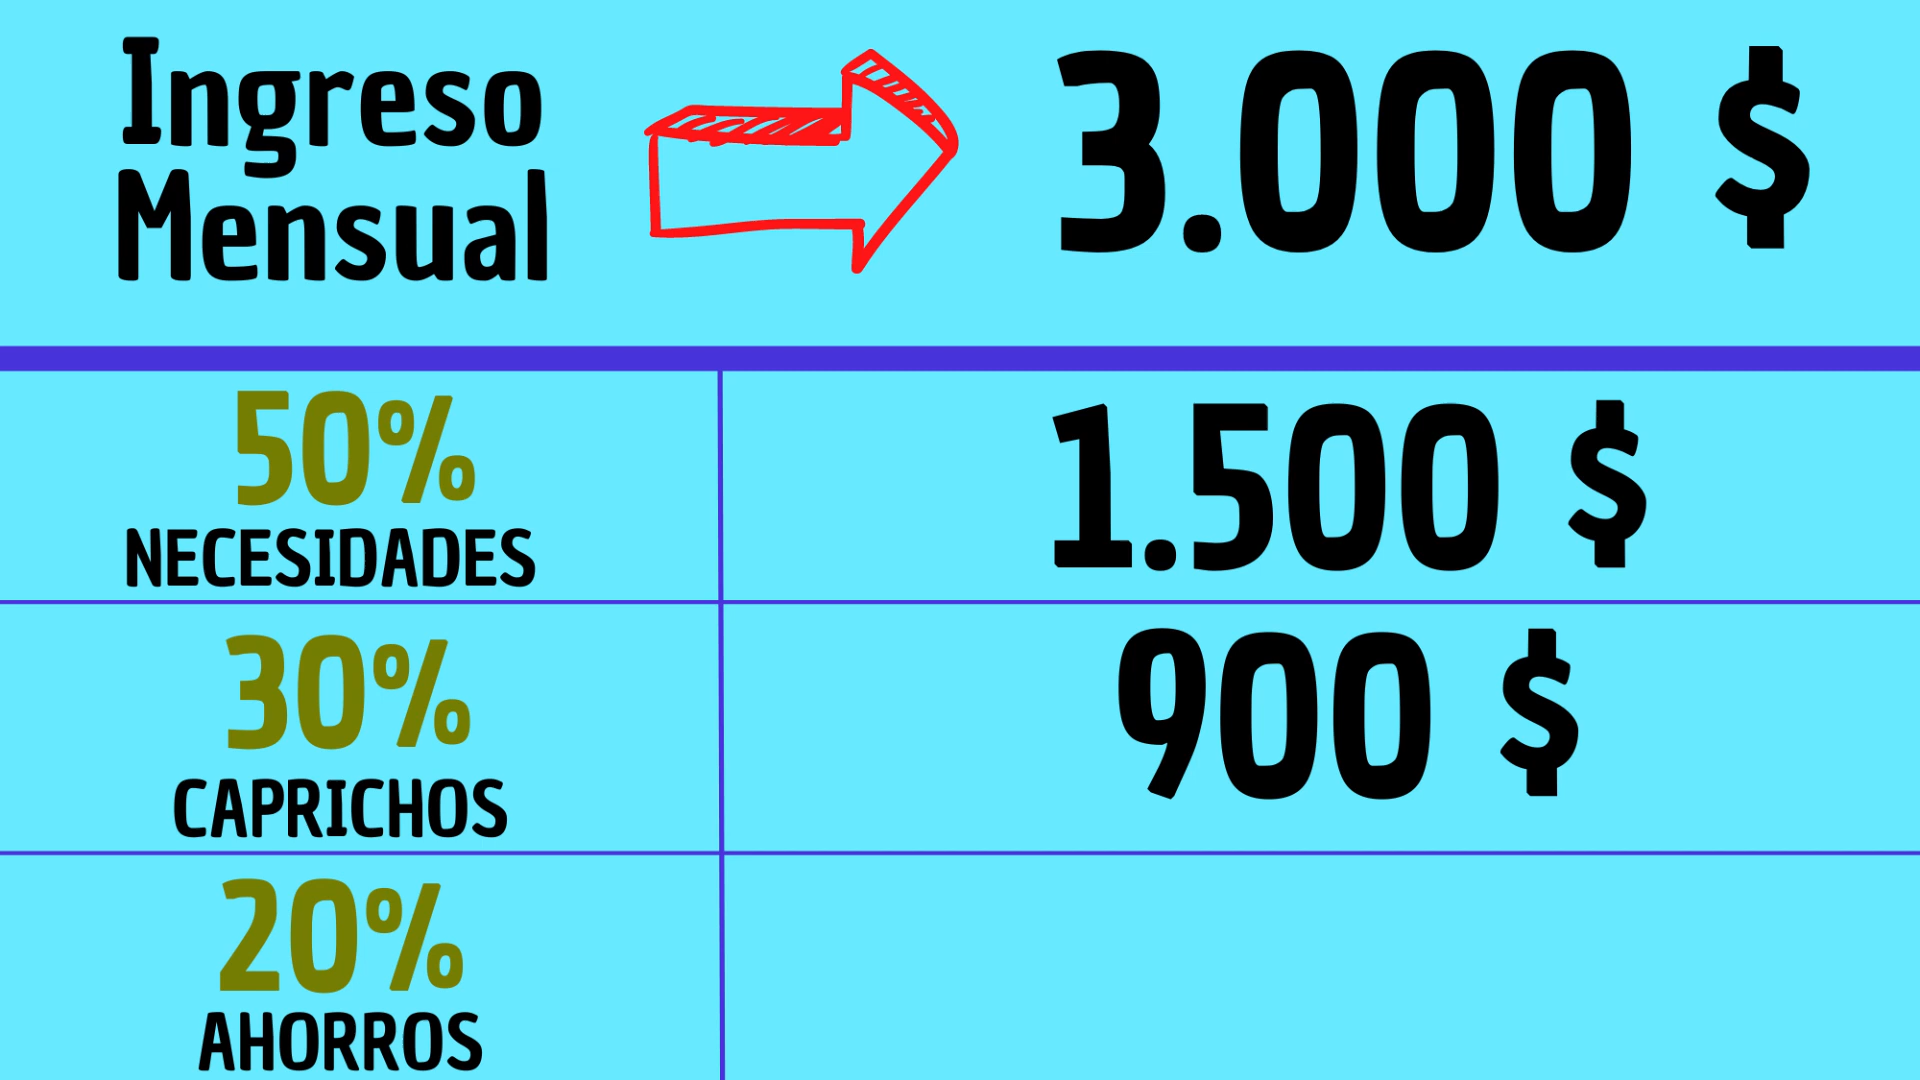 Ingreso
Mensual
3.000 $
50%
NECESIDADES
1.500 $
30%
CAPRICHOS
900 $
20%
AHORROS